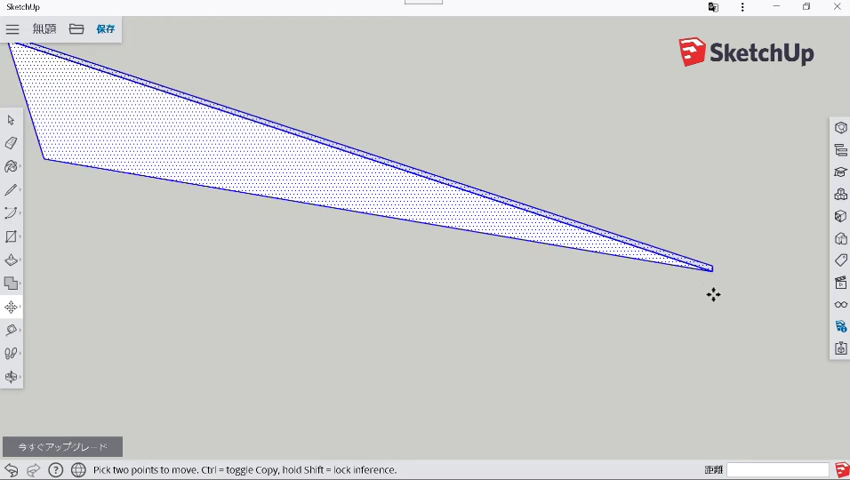 SketchUp
無題
保存
SketchUp
今すぐアップグレード
Pick two points to move. Ctrl = toggle Copy, hold Shift = lock inference.
距離